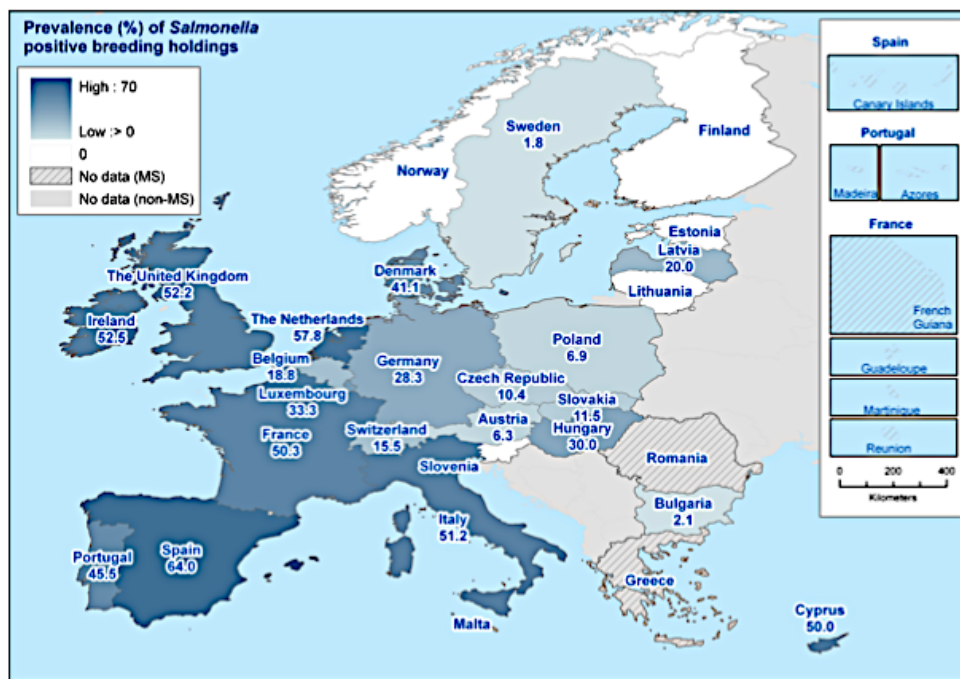 Prevalence (%) of Salmonella
positive breeding holdings
High : 70
Low :> 0
0
No data (MS)
No data (non-MS)
Norway
Sweden
1.8
Finland
Estonia
Latvia
20.0
Lithuania
Denmark
41.1
The United Kingdom
52.2
Ireland
52.5
The Netherlands
57.8
Belgium
18.8
Luxembourg
33.3
Germany
28.3
Poland
6.9
Czech Republic
10.4
Slovakia
11.5
Austria
6.3
Hungary
30.0
Switzerland
15.5
France
50.3
Slovenia
Romania
Bulgaria
2.1
Italy
51.2
Portugal
45.5
Spain
64.0
Greece
Malta
Cyprus
50.0
Spain
Canary Islands
Portugal
Madeira
Azores
France
French
Guiana
Guadeloupe
Martinique
Reunion
0 200 400
Kilometers